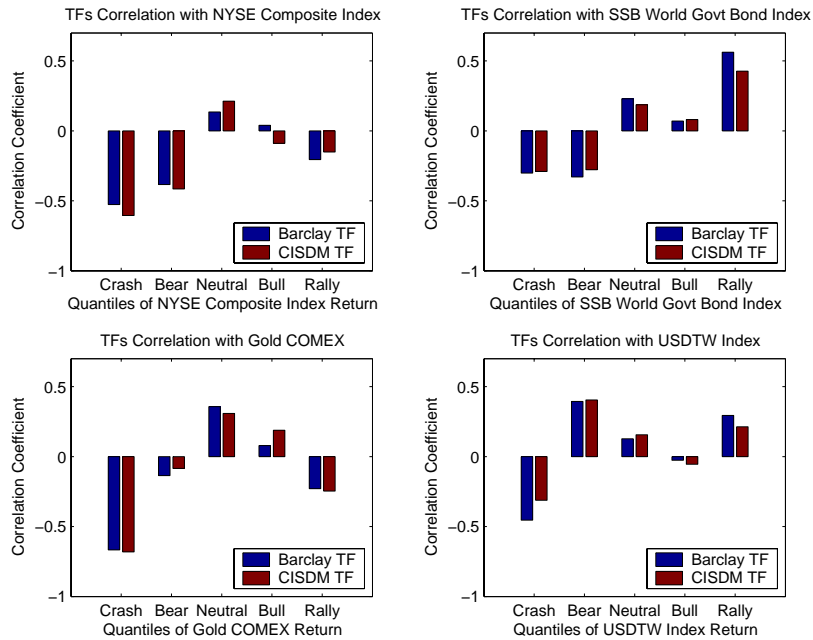 TFs Correlation with NYSE Composite Index
Correlation Coefficient
0.5
0
−0.5
−1
Barclay TF
CISDM TF
Crash Bear Neutral Bull Rally
Quantiles of NYSE Composite Index Return
TFs Correlation with SSB World Govt Bond Index
Correlation Coefficient
0.5
0
−0.5
−1
Barclay TF
CISDM TF
Crash Bear Neutral Bull Rally
Quantiles of SSB World Govt Bond Index
TFs Correlation with Gold COMEX
Correlation Coefficient
0.5
0
−0.5
−1
Barclay TF
CISDM TF
Crash Bear Neutral Bull Rally
Quantiles of Gold COMEX Return
TFs Correlation with USDTW Index
Correlation Coefficient
0.5
0
−0.5
−1
Barclay TF
CISDM TF
Crash Bear Neutral Bull Rally
Quantiles of USDTW Index Return